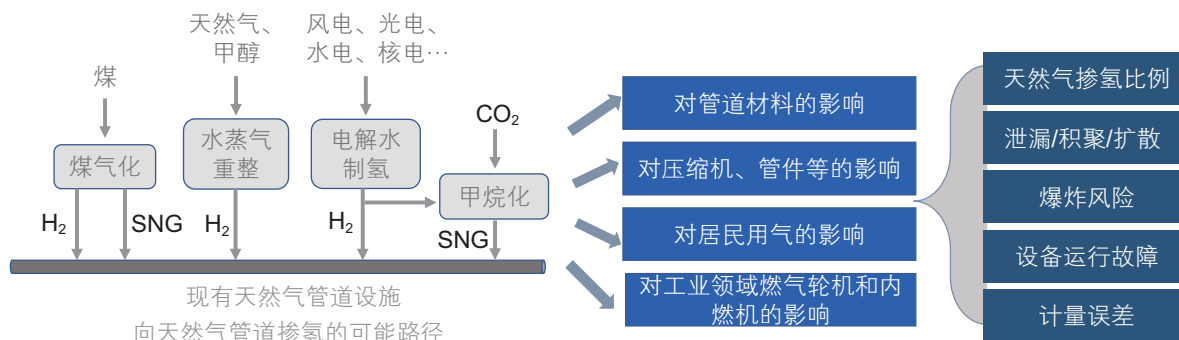 煤
天然气、
甲醇
风电、光电、
水电、核电…
CO₂
煤气化
水蒸气
重整
电解水
制氢
甲烷化
H₂
SNG
H₂
H₂
SNG
现有天然气管道设施
向天然气管道掺氢的可能路径
对管道材料的影响
对压缩机、管件等的影响
对居民用气的影响
对工业领域燃气轮机和内
燃机的影响
天然气掺氢比例
泄漏/积聚/扩散
爆炸风险
设备运行故障
计量误差